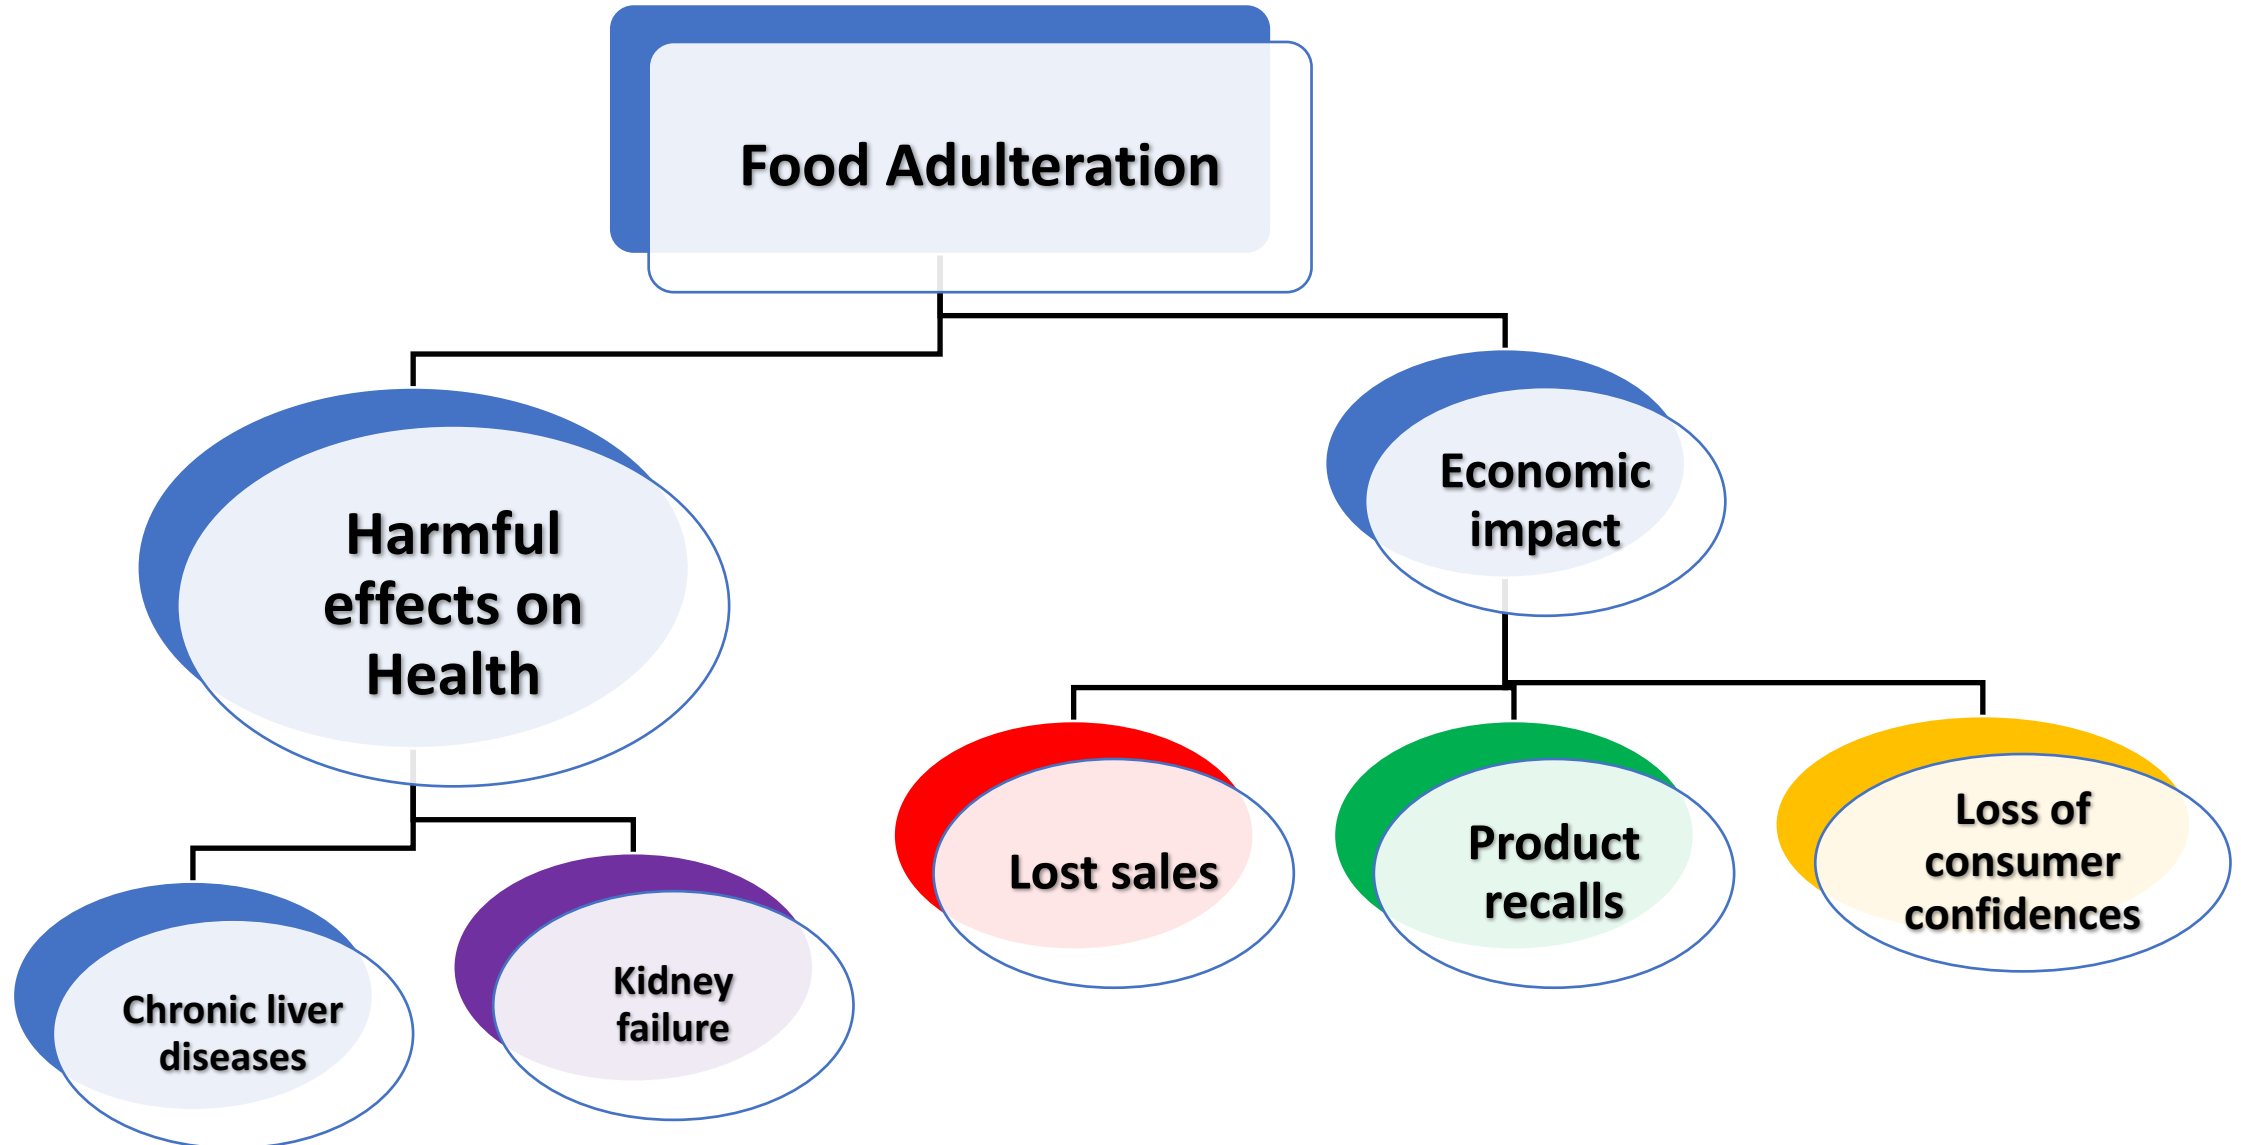 Food Adulteration
Harmful
effects on
Health
Economic
impact
Chronic liver
diseases
Kidney
failure
Lost sales
Product
recalls
Loss of
consumer
confidences